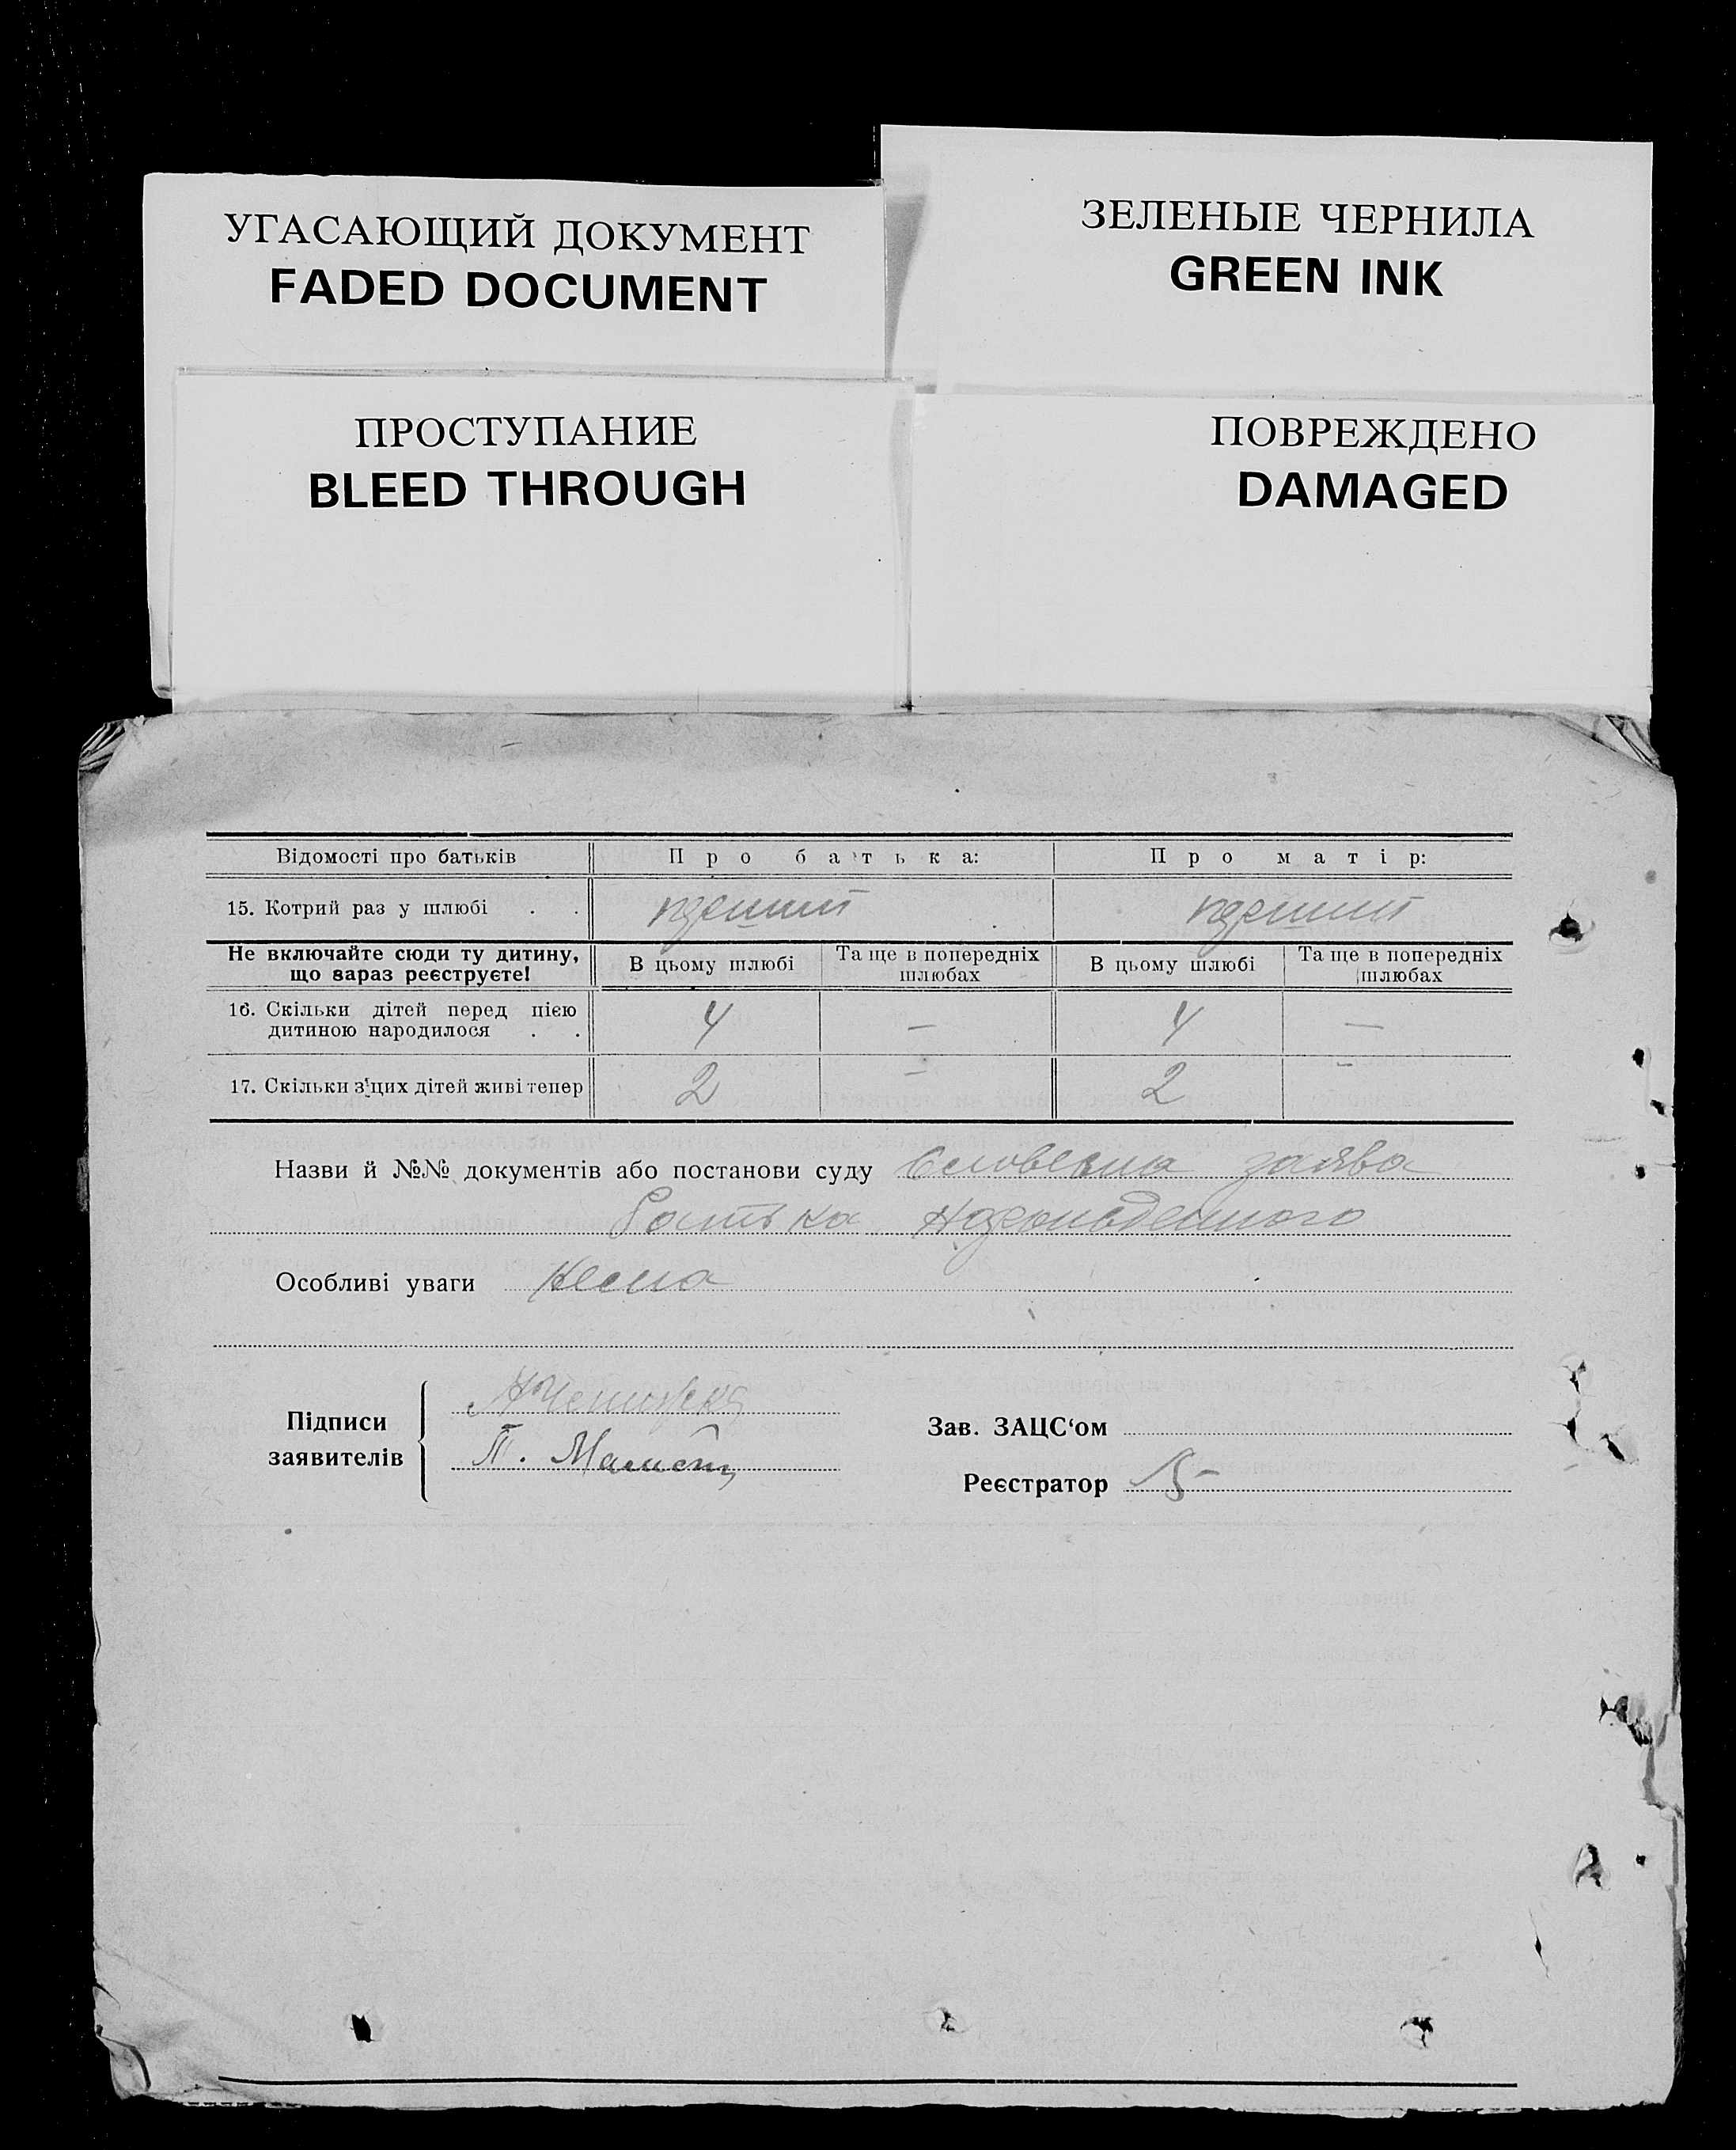 УГАСАЮЩИЙ ДОКУМЕНТ
FADED DOCUMENT
ЗЕЛЕНЫЕ ЧЕРНИЛА
GREEN INK
ПРОСТУПАНИЕ
BLEED THROUGH
ПОВРЕЖДЕНО
DAMAGED
Відомості про батьків Про батька: Про матір:
15. Котрий раз у шлюбі . . перший перший
Не включайте сюди ту дитину, що зараз реєструєте! В цьому шлюбі Та ще в попередніх шлюбах В цьому шлюбі Та ще в попередніх шлюбах
16. Скільки дітей перед цією
дитиною народилося . . 4 — 4 —
17. Скільки з цих дітей живі тепер 2 — 2 —
Назви й №№ документів або постанови суду Словесна заява
батька народженого
Особливі уваги Нема
Підписи
заявителів
Т.
Зав. ЗАЦС‘ом
Реєстратор